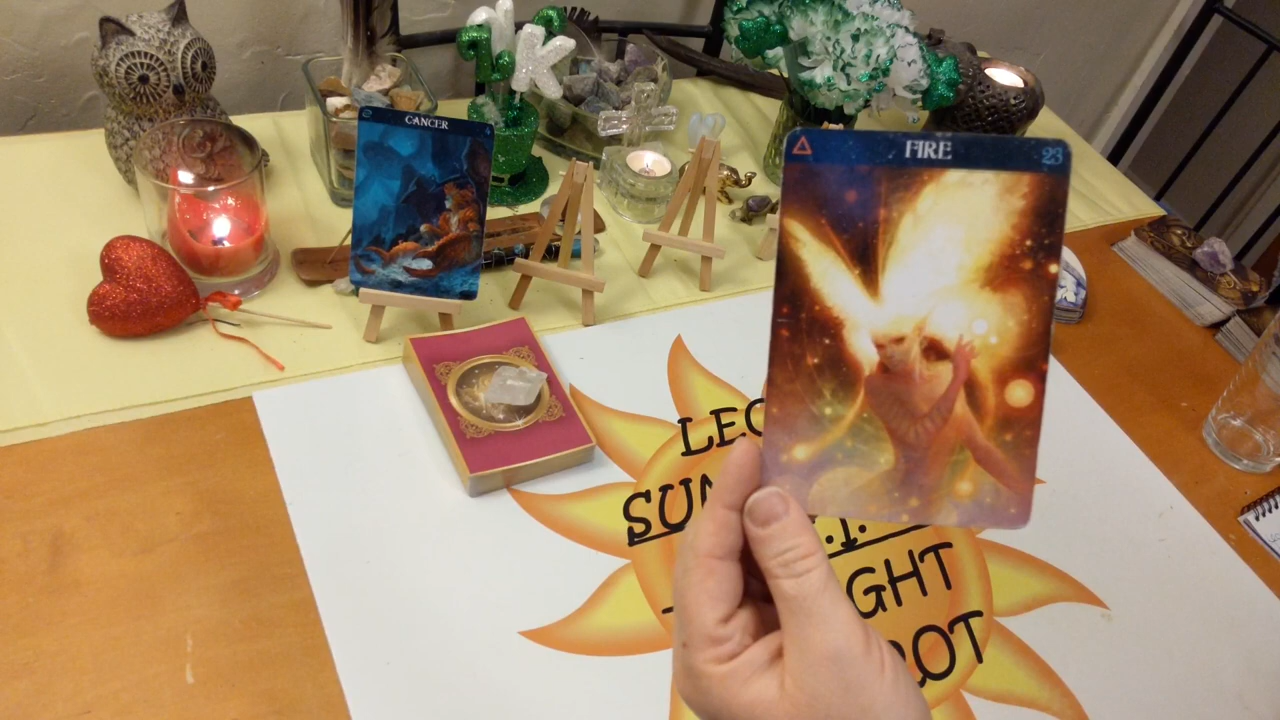 CANCER
FIRE
23
LEO
SUN
.I.
GHT
ROT